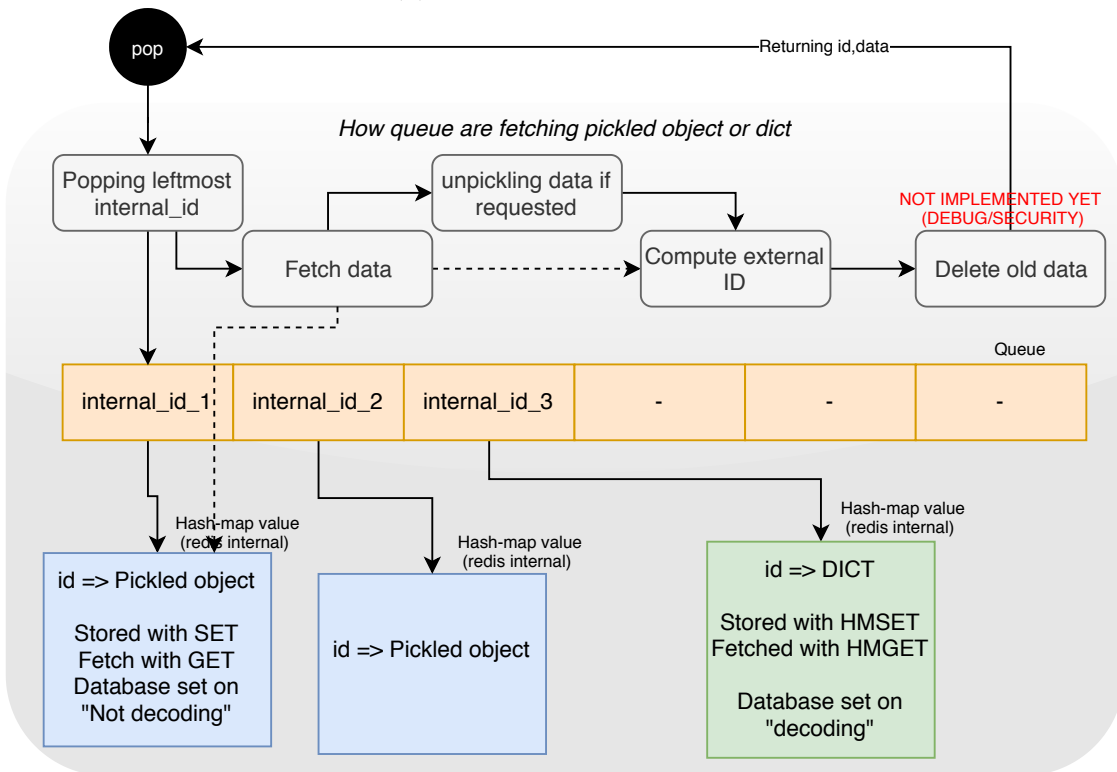 pop
Returning id,data
How queue are fetching pickled object or dict
Popping leftmost
internal_id
unpickling data if
requested
NOT IMPLEMENTED YET
(DEBUG/SECURITY)
Fetch data
Compute external
ID
Delete old data
Queue
internal_id_1
internal_id_2
internal_id_3
-
-
-
Hash-map value
(redis internal)
Hash-map value
(redis internal)
Hash-map value
(redis internal)
id => Pickled object
Stored with SET
Fetch with GET
Database set on
"Not decoding"
id => Pickled object
id => DICT
Stored with HMSET
Fetched with HMGET
Database set on
"decoding"